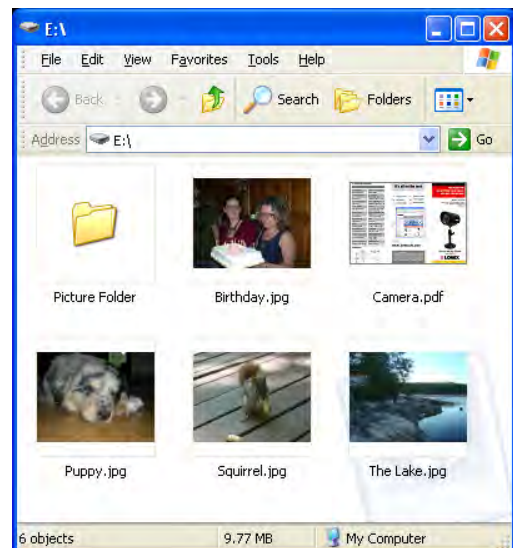 E:\
File Edit View Favorites Tools Help
Back Search Folders
Address E:\ Go
Picture Folder Birthday.jpg Camera.pdf
LOREX
Puppy.jpg Squirrel.jpg The Lake.jpg
6 objects 9.77 MB My Computer